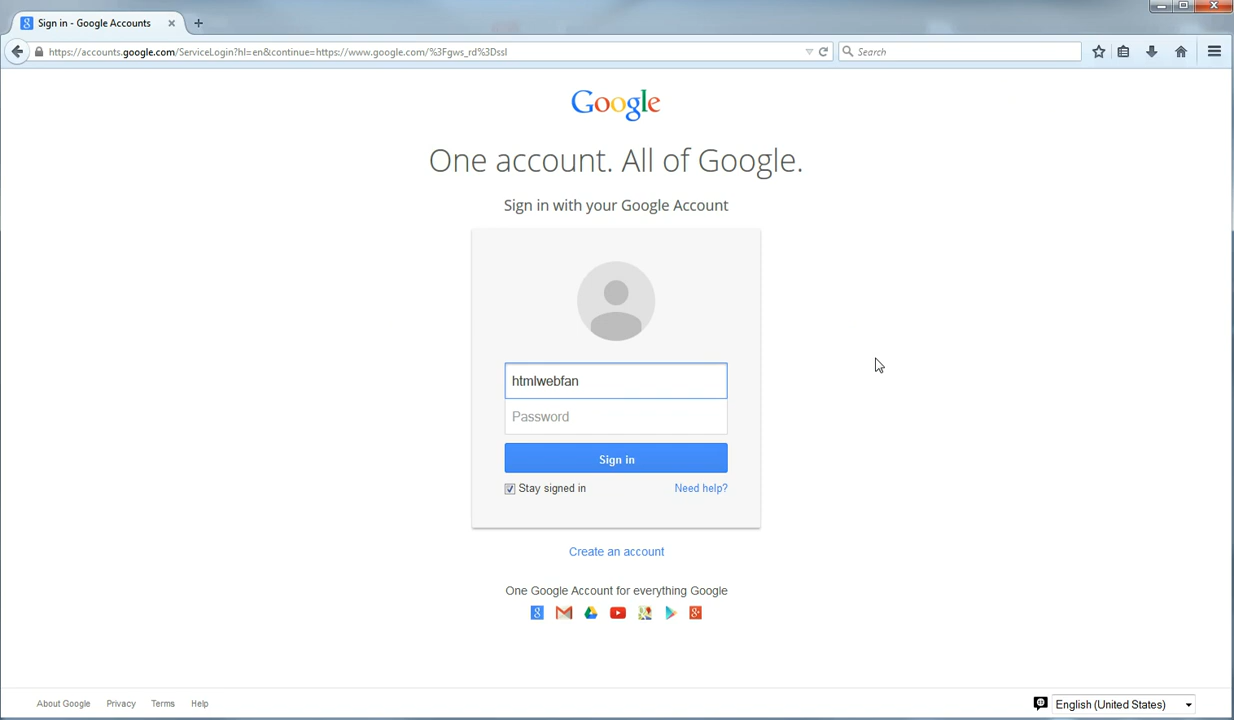 Sign in - Google Accounts
https://accounts.google.com/ServiceLogin?hl=en&continue=https://www.google.com/%3Fgws_rd%3Dssl
Search
Google
One account. All of Google.
Sign in with your Google Account
htmlwebfan
Password
Sign in
Stay signed in
Need help?
Create an account
One Google Account for everything Google
About Google
Privacy
Terms
Help
English (United States)